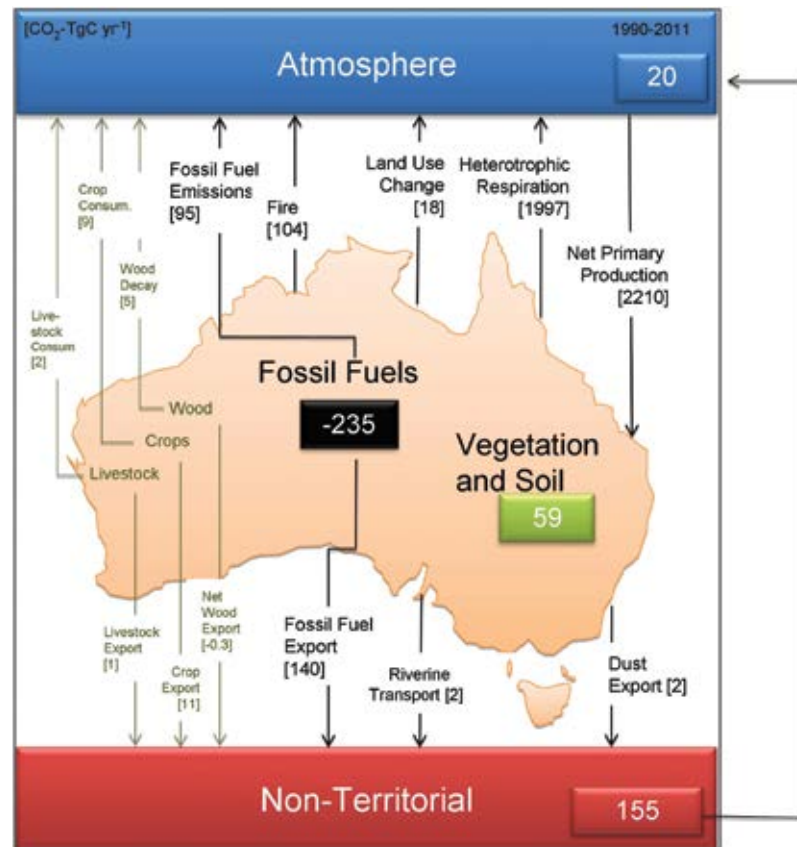 [CO₂-TgC yr⁻¹]
1990-2011
Atmosphere
20
Crop
Consum.
[9]
Fossil Fuel
Emissions
[95]
Fire
[104]
Land Use
Change
[18]
Heterotrophic
Respiration
[1997]
Wood
Decay
[5]
Net Primary
Production
[2210]
Live-
stock
Consum
[2]
Fossil Fuels
-235
Wood
Crops
Livestock
Vegetation
and Soil
59
Livestock
Export
[1]
Crop
Export
[11]
Net
Wood
Export
[-0.3]
Fossil Fuel
Export
[140]
Riverine
Transport [2]
Dust
Export [2]
Non-Territorial
155